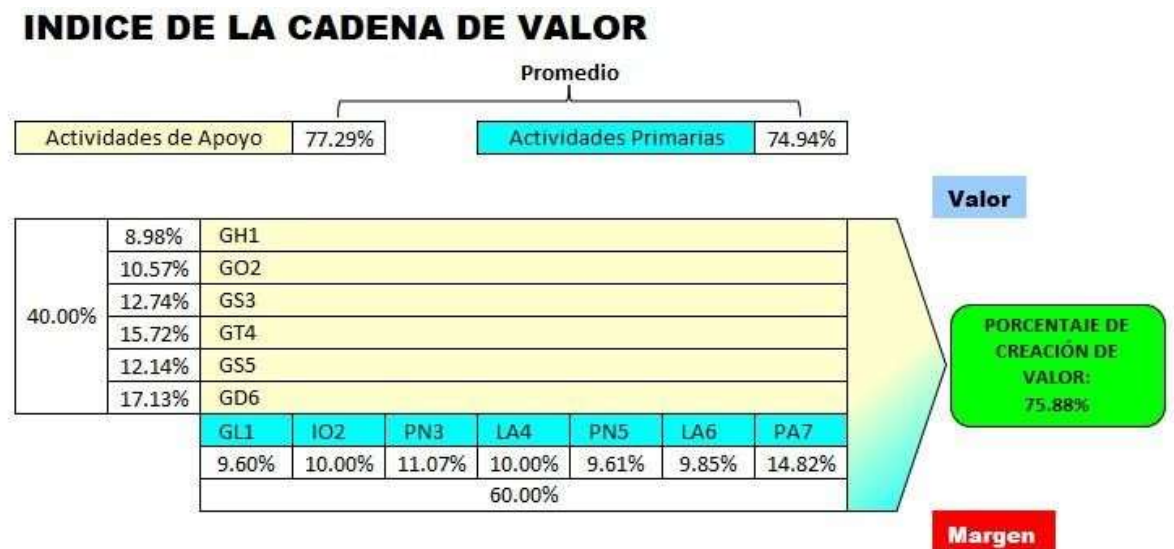 INDICE DE LA CADENA DE VALOR
Promedio
Actividades de Apoyo 77.29% Actividades Primarias 74.94%
Valor
40.00%
8.98% GH1
10.57% GO2
12.74% GS3
15.72% GT4
12.14% GS5
17.13% GD6
GL1 IO2 PN3 LA4 PN5 LA6 PA7
9.60% 10.00% 11.07% 10.00% 9.61% 9.85% 14.82%
60.00%
PORCENTAJE DE
CREACIÓN DE
VALOR:
75.88%
Margen